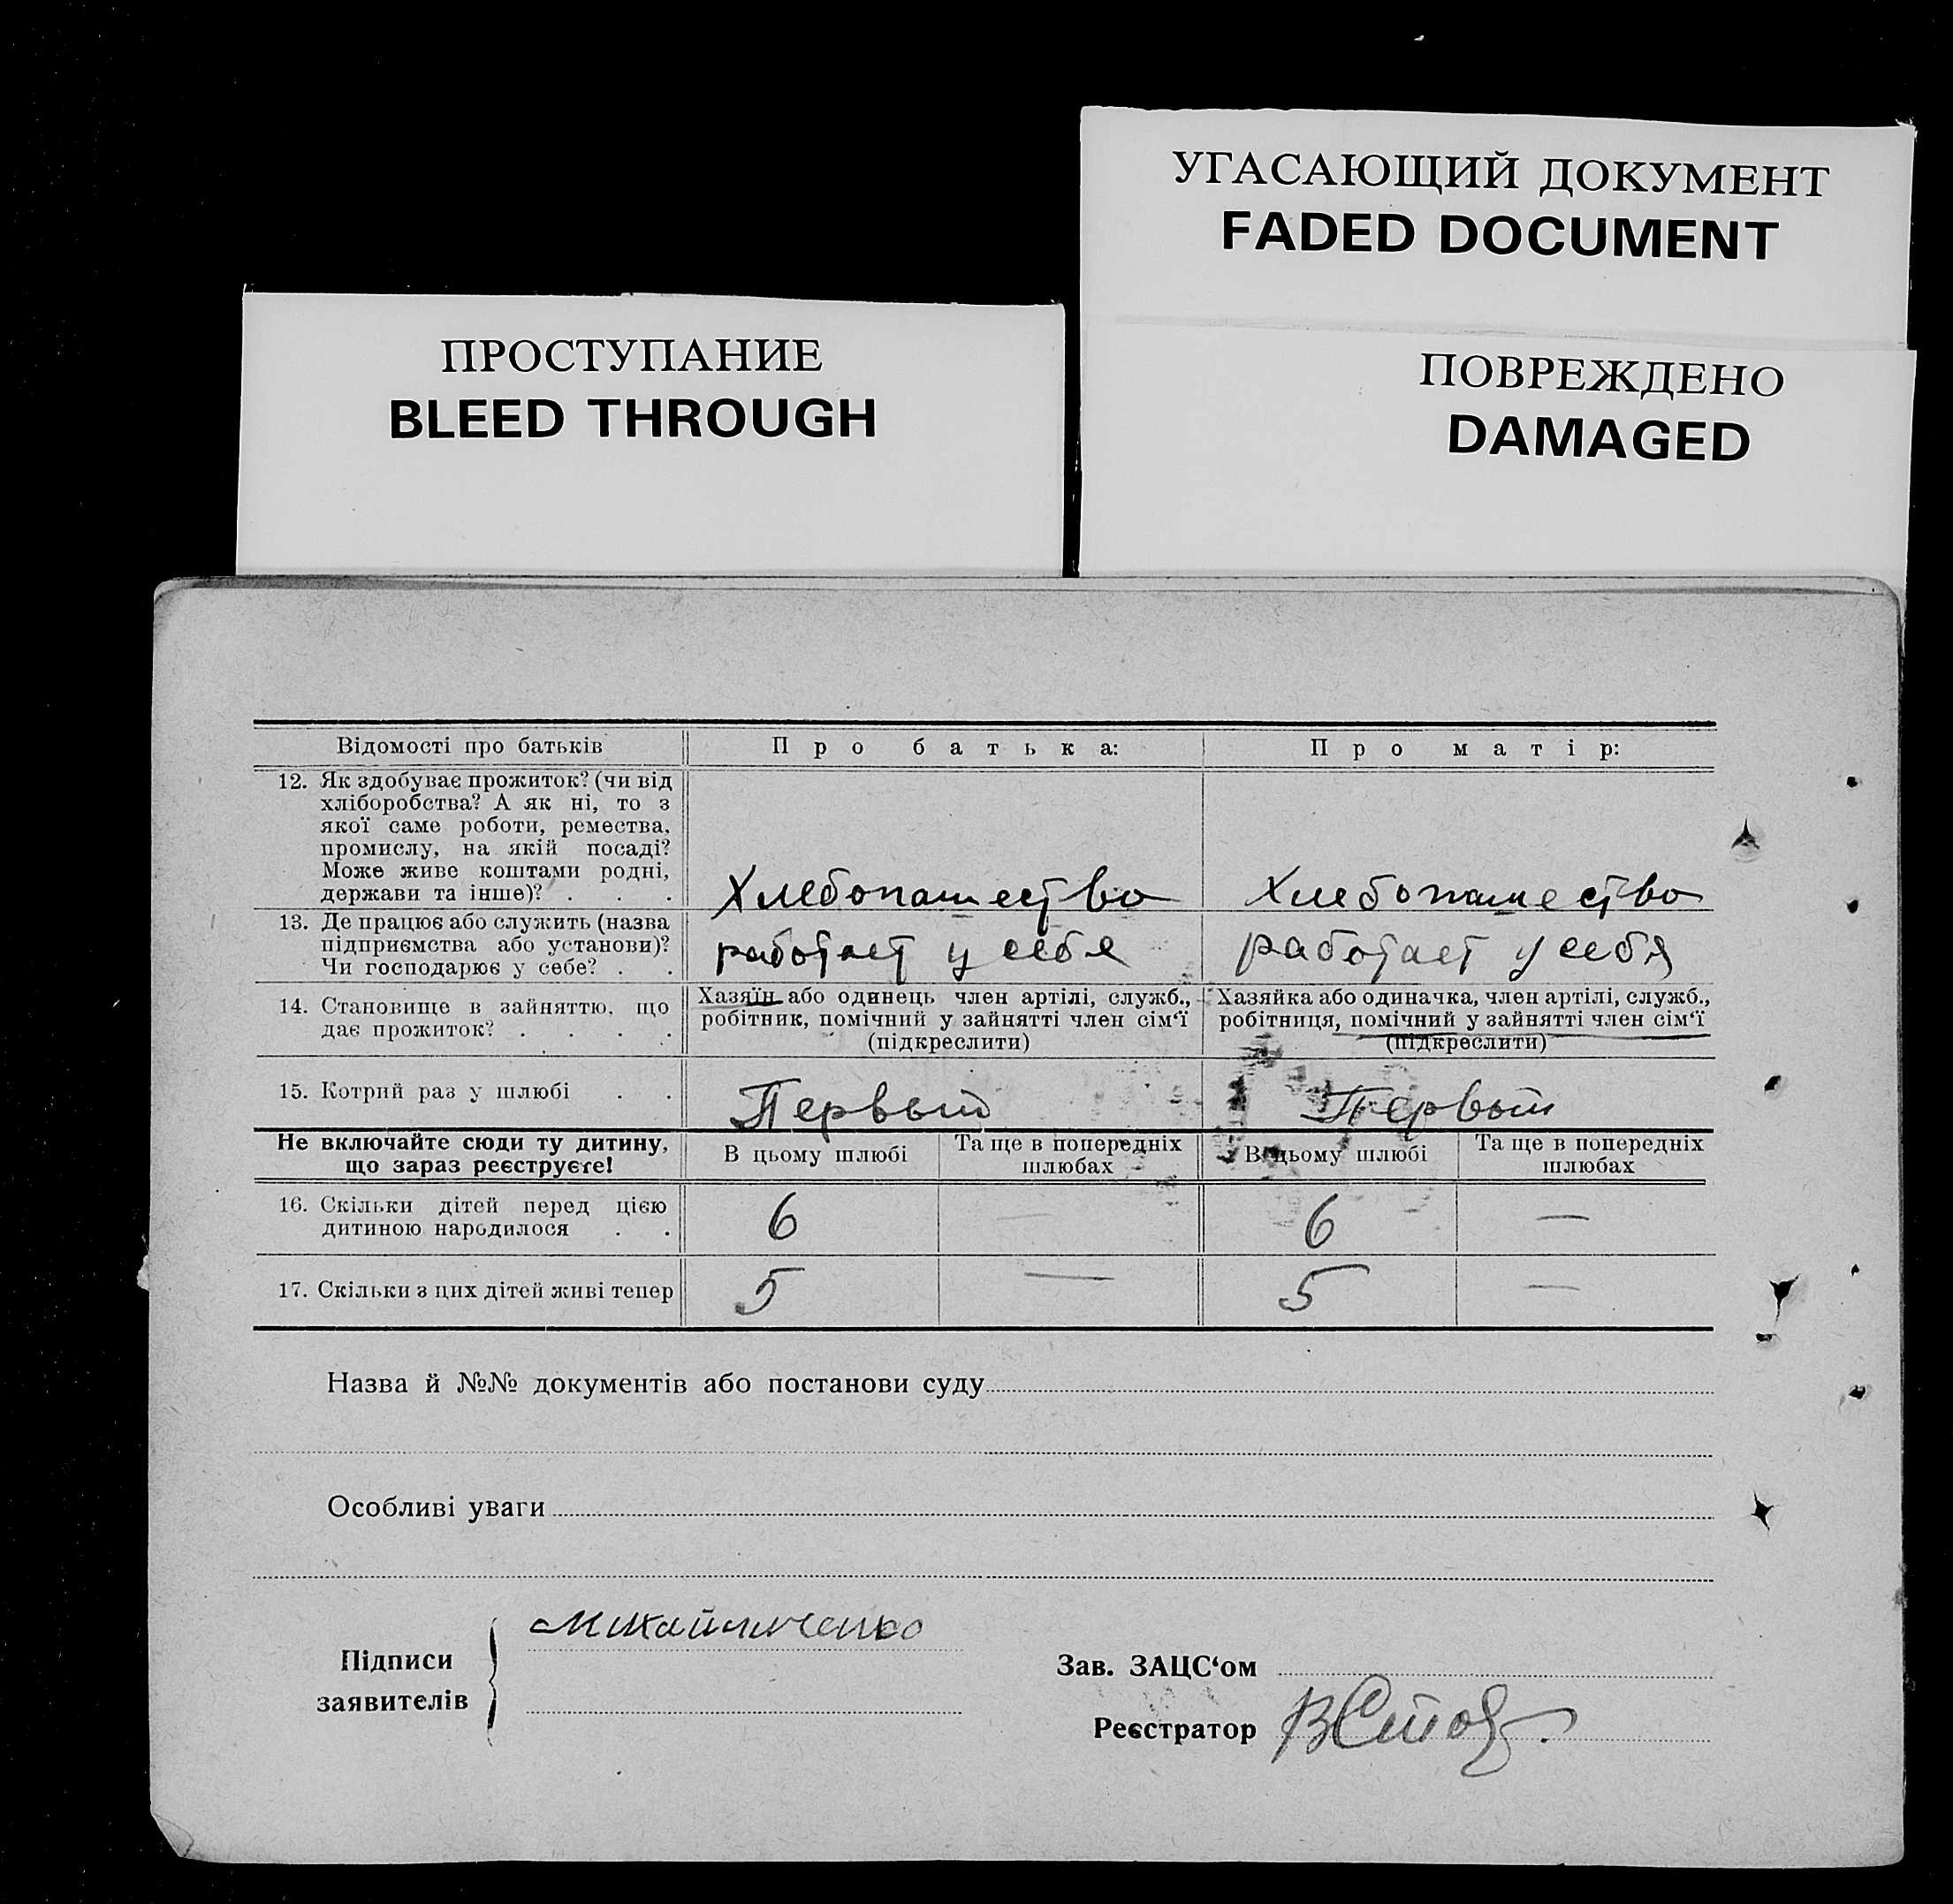 УГАСАЮЩИЙ ДОКУМЕНТ
FADED DOCUMENT
ПРОСТУПАНИЕ
BLEED THROUGH
ПОВРЕЖДЕНО
DAMAGED
Відомості про батьків
Про батька:
Про матір:
12. Як здобуває прожиток? (чи від
хліборобства? А як ні, то з
якої саме роботи, ремества,
промислу, на якій посаді?
Може живе коштами родні,
держави та інше)? . . .
Хлебопашество
Хлебопашество
13. Де працює або служить (назва
підприємства або установи)?
Чи господарює у себе? . .
работает у себя
работает у себя
14. Становище в зайняттю, що
дає прожиток? . . . .
Хазяїн або одинець член артілі, служб.,
робітник, помічний у зайнятті член сім‘ї
(підкреслити)
Хазяйка або одиначка, член артілі, служб.,
робітниця, помічний у зайнятті член сім‘ї
(підкреслити)
15. Котрий раз у шлюбі . .
Первый
Первый
Не включайте сюди ту дитину,
що зараз реєструєте!
В цьому шлюбі
Та ще в попередніх
шлюбах
В цьому шлюбі
Та ще в попередніх
шлюбах
16. Скільки дітей перед цією
дитиною народилося . .
6
—
6
—
17. Скільки з цих дітей живі тепер
5
—
5
—
Назва й №№ документів або постанови суду
Особливі уваги
Підписи
заявителів
Михайличенко
Зав. ЗАЦС‘ом
Реєстратор